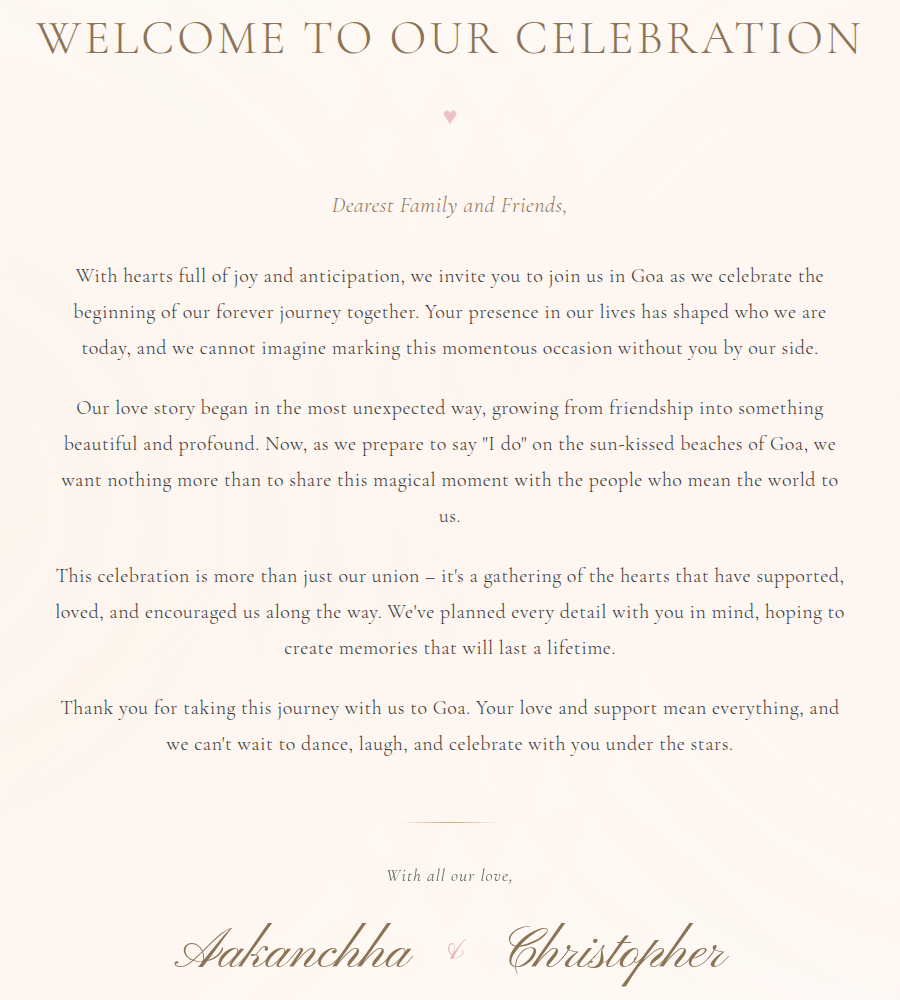 WELCOME TO OUR CELEBRATION
♥
Dearest Family and Friends,
With hearts full of joy and anticipation, we invite you to join us in Goa as we celebrate the
beginning of our forever journey together. Your presence in our lives has shaped who we are
today, and we cannot imagine marking this momentous occasion without you by our side.
Our love story began in the most unexpected way, growing from friendship into something
beautiful and profound. Now, as we prepare to say "I do" on the sun-kissed beaches of Goa, we
want nothing more than to share this magical moment with the people who mean the world to
us.
This celebration is more than just our union – it's a gathering of the hearts that have supported,
loved, and encouraged us along the way. We've planned every detail with you in mind, hoping to
create memories that will last a lifetime.
Thank you for taking this journey with us to Goa. Your love and support mean everything, and
we can't wait to dance, laugh, and celebrate with you under the stars.
With all our love,
Aakanchha & Christopher